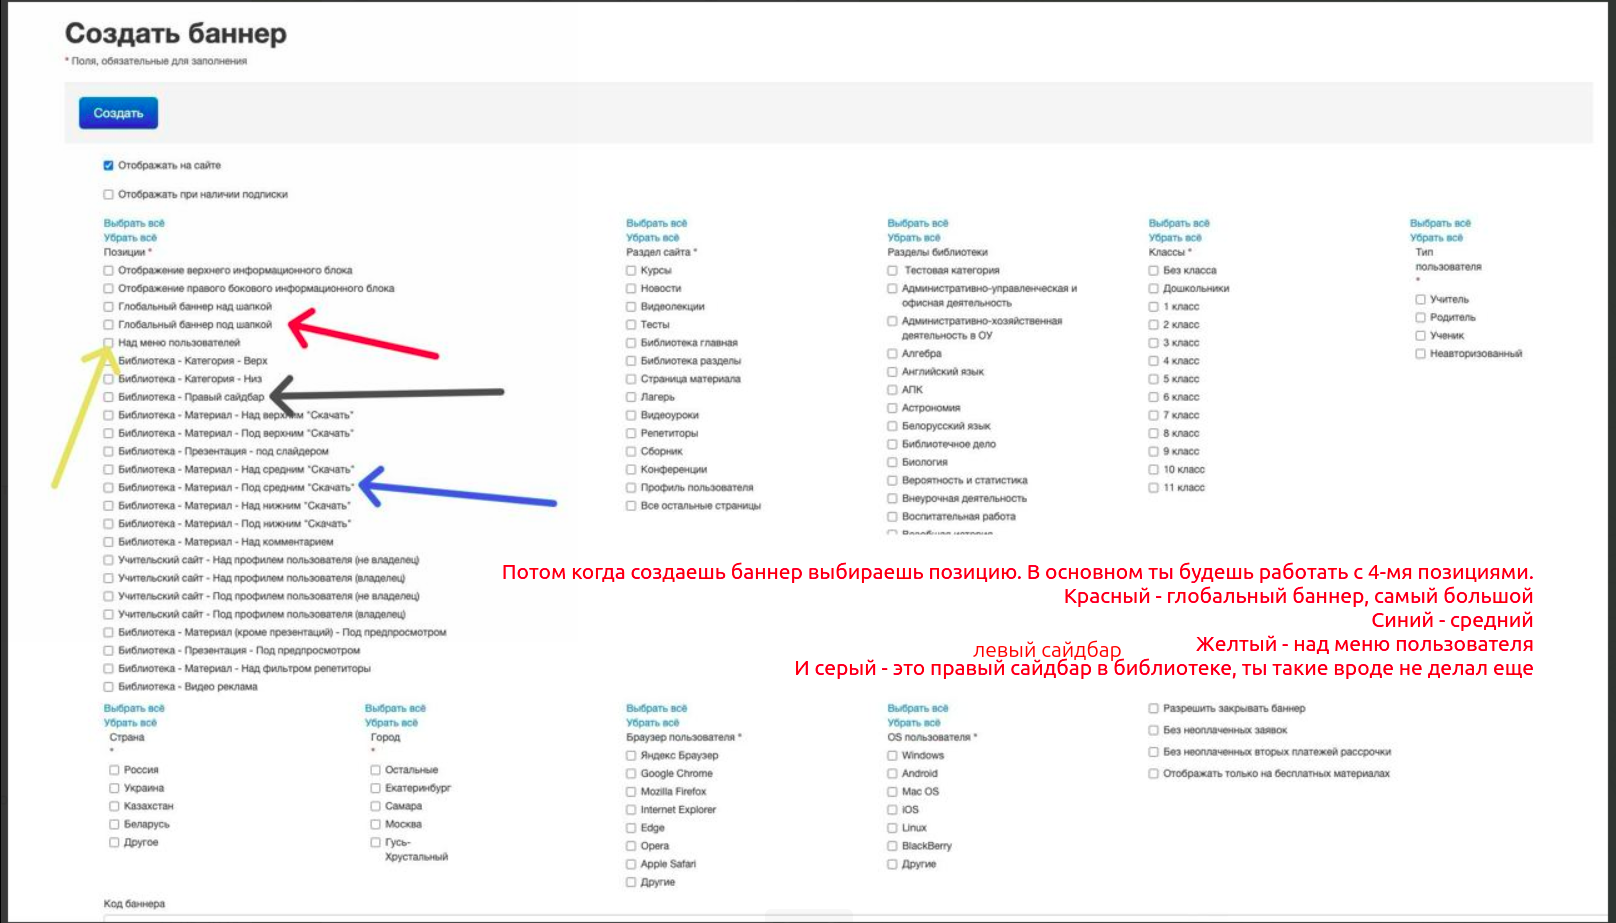 Создать баннер
* Поля, обязательные для заполнения
Создать
Отображать на сайте
Отображать при наличии подписки
Выбрать всё
Убрать всё
Позиции *
Отображение верхнего информационного блока
Отображение правого бокового информационного блока
Глобальный баннер над шапкой
Глобальный баннер под шапкой
Над меню пользователей
Библиотека - Категория - Верх
Библиотека - Категория - Низ
Библиотека - Правый сайдбар
Библиотека - Материал - Над верхним "Скачать"
Библиотека - Материал - Под верхним "Скачать"
Библиотека - Презентация - под слайдером
Библиотека - Материал - Над средним "Скачать"
Библиотека - Материал - Под средним "Скачать"
Библиотека - Материал - Над нижним "Скачать"
Библиотека - Материал - Под нижним "Скачать"
Библиотека - Материал - Над комментарием
Учительский сайт - Над профилем пользователя (не владелец)
Учительский сайт - Над профилем пользователя (владелец)
Учительский сайт - Под профилем пользователя (не владелец)
Учительский сайт - Под профилем пользователя (владелец)
Библиотека - Материал (кроме презентаций) - Под предпросмотром
Библиотека - Презентация - Под предпросмотром
Библиотека - Материал - Над фильтром репетиторы
Библиотека - Видео реклама
Выбрать всё
Убрать всё
Раздел сайта *
Курсы
Новости
Видеолекции
Тесты
Библиотека главная
Библиотека разделы
Страница материала
Лагерь
Видеоуроки
Репетиторы
Сборник
Конференции
Профиль пользователя
Все остальные страницы
Выбрать всё
Убрать всё
Разделы библиотеки
Тестовая категория
Административно-управленческая и
офисная деятельность
Административно-хозяйственная
деятельность в ОУ
Алгебра
Английский язык
АПК
Астрономия
Белорусский язык
Библиотечное дело
Биология
Вероятность и статистика
Внеурочная деятельность
Воспитательная работа
Всеобщая история
Выбрать всё
Убрать всё
Классы *
Без класса
Дошкольники
1 класс
2 класс
3 класс
4 класс
5 класс
6 класс
7 класс
8 класс
9 класс
10 класс
11 класс
Выбрать всё
Убрать всё
Тип
пользователя
*
Учитель
Родитель
Ученик
Неавторизованный
Потом когда создаешь баннер выбираешь позицию. В основном ты будешь работать с 4-мя позициями.
Красный - глобальный баннер, самый большой
Синий - средний
Желтый - над меню пользователя
левый сайдбар
И серый - это правый сайдбар в библиотеке, ты такие вроде не делал еще
Выбрать всё
Убрать всё
Страна
*
Россия
Украина
Казахстан
Беларусь
Другое
Выбрать всё
Убрать всё
Город
*
Остальные
Екатеринбург
Самара
Москва
Гусь-
Хрустальный
Выбрать всё
Убрать всё
Браузер пользователя *
Яндекс Браузер
Google Chrome
Mozilla Firefox
Internet Explorer
Edge
Opera
Apple Safari
Другие
Выбрать всё
Убрать всё
OS пользователя *
Windows
Android
Mac OS
iOS
Linux
BlackBerry
Другие
Разрешить закрывать баннер
Без неоплаченных заявок
Без неоплаченных вторых платежей рассрочки
Отображать только на бесплатных материалах
Код баннера